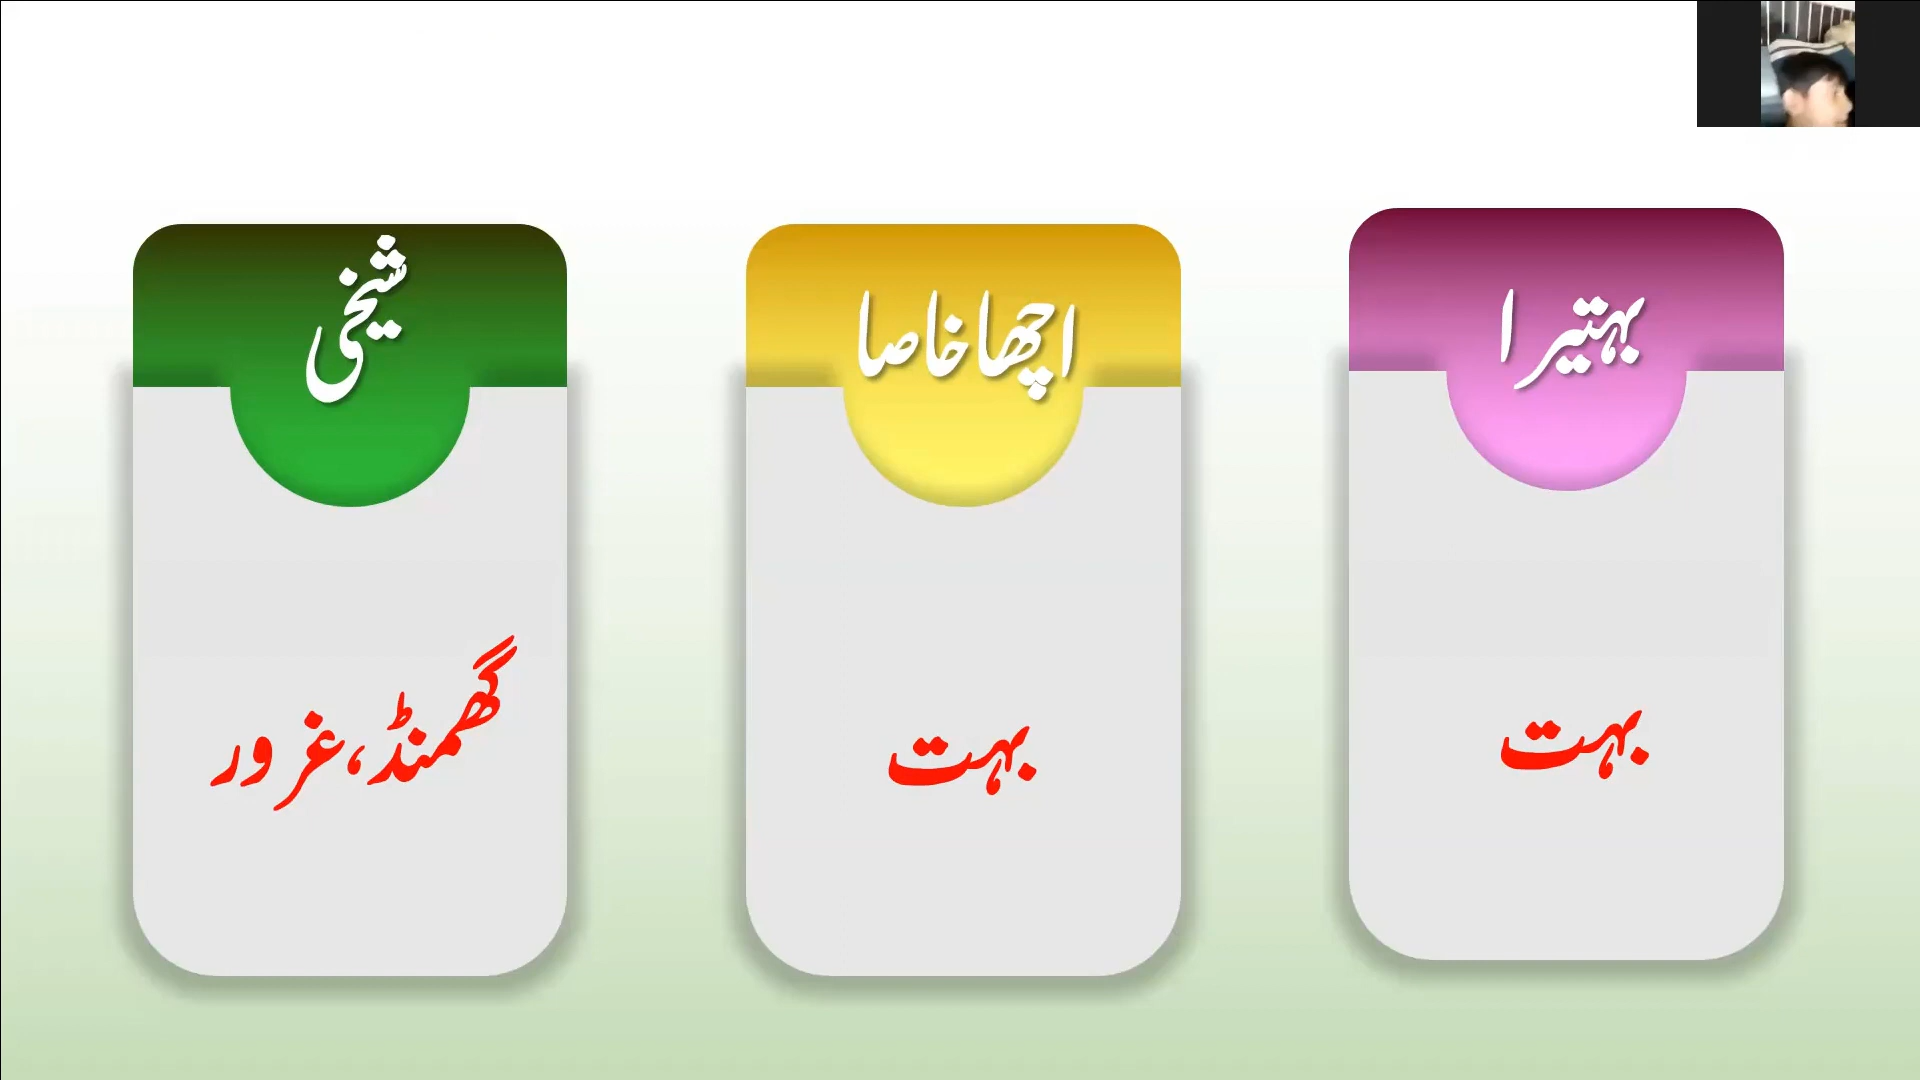 بہتیرا
بہت
اچھا خاصا
بہت
شیخی
گھمنڈ، غرور